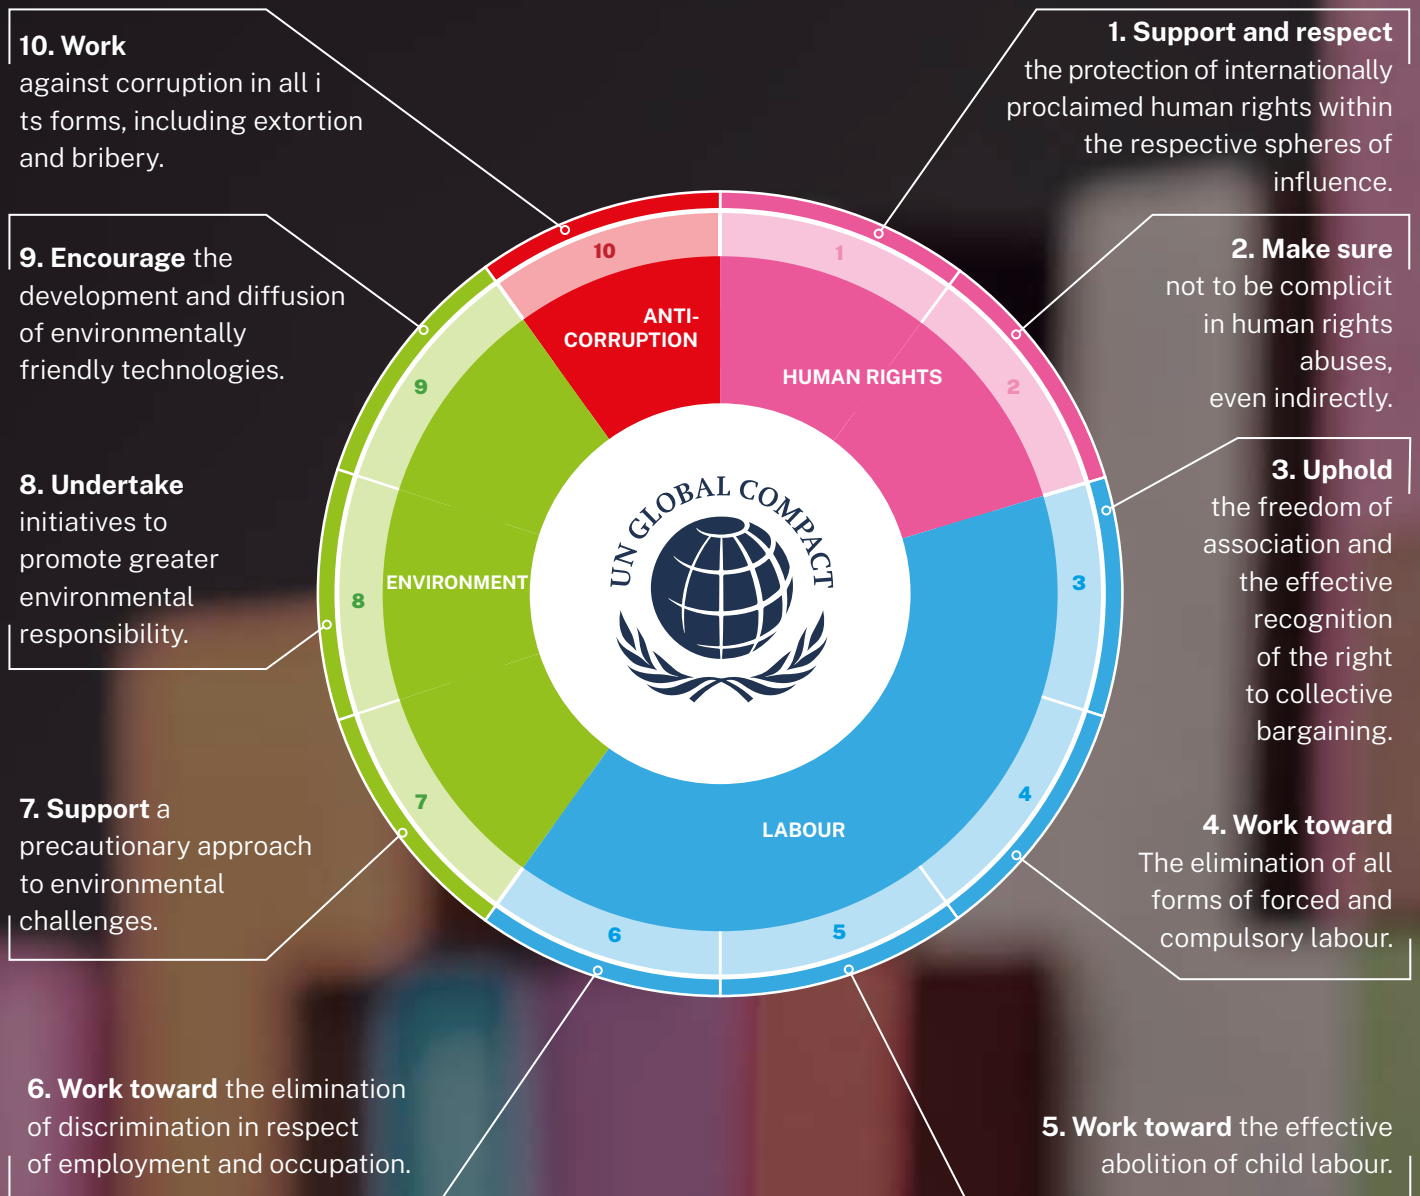 10. Work
against corruption in all i
ts forms, including extortion
and bribery.
1. Support and respect
the protection of internationally
proclaimed human rights within
the respective spheres of
influence.
9. Encourage the
development and diffusion
of environmentally
friendly technologies.
2. Make sure
not to be complicit
in human rights
abuses,
even indirectly.
8. Undertake
initiatives to
promote greater
environmental
responsibility.
3. Uphold
the freedom of
association and
the effective
recognition
of the right
to collective
bargaining.
7. Support a
precautionary approach
to environmental
challenges.
4. Work toward
The elimination of all
forms of forced and
compulsory labour.
6. Work toward the elimination
of discrimination in respect
of employment and occupation.
5. Work toward the effective
abolition of child labour.
10
1
2
3
4
5
6
7
8
9
ANTI-
CORRUPTION
HUMAN RIGHTS
ENVIRONMENT
LABOUR
UN GLOBAL COMPACT